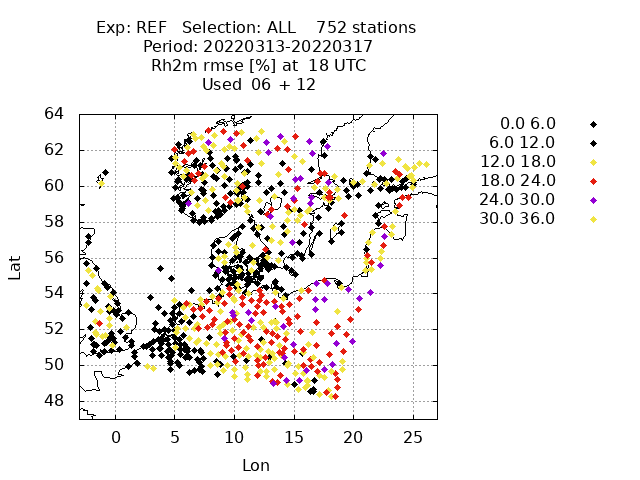 Exp: REF   Selection: ALL    752 stations
Period: 20220313-20220317
Rh2m rmse [%] at  18 UTC
Used  06 + 12
64
62
60
58
56
54
52
50
48
Lat
0 5 10 15 20 25
Lon
0.0 6.0
6.0 12.0
12.0 18.0
18.0 24.0
24.0 30.0
30.0 36.0